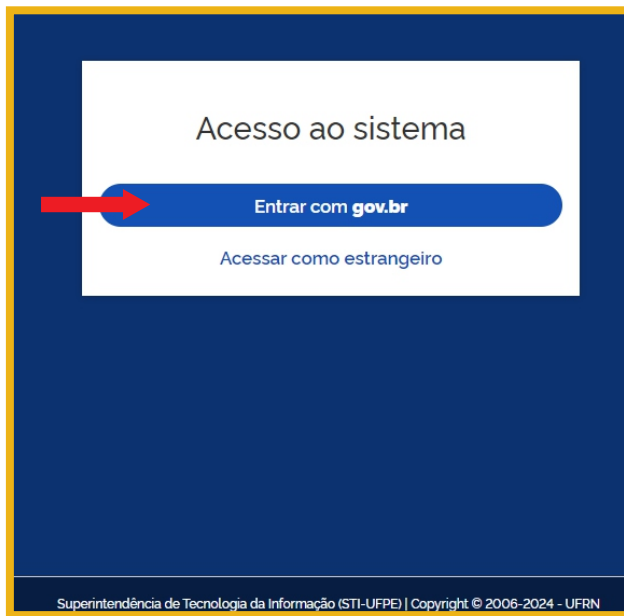 Acesso ao sistema
Entrar com gov.br
Acessar como estrangeiro
Superintendência de Tecnologia da Informação (STI-UFPE) | Copyright © 2006-2024 - UFRN